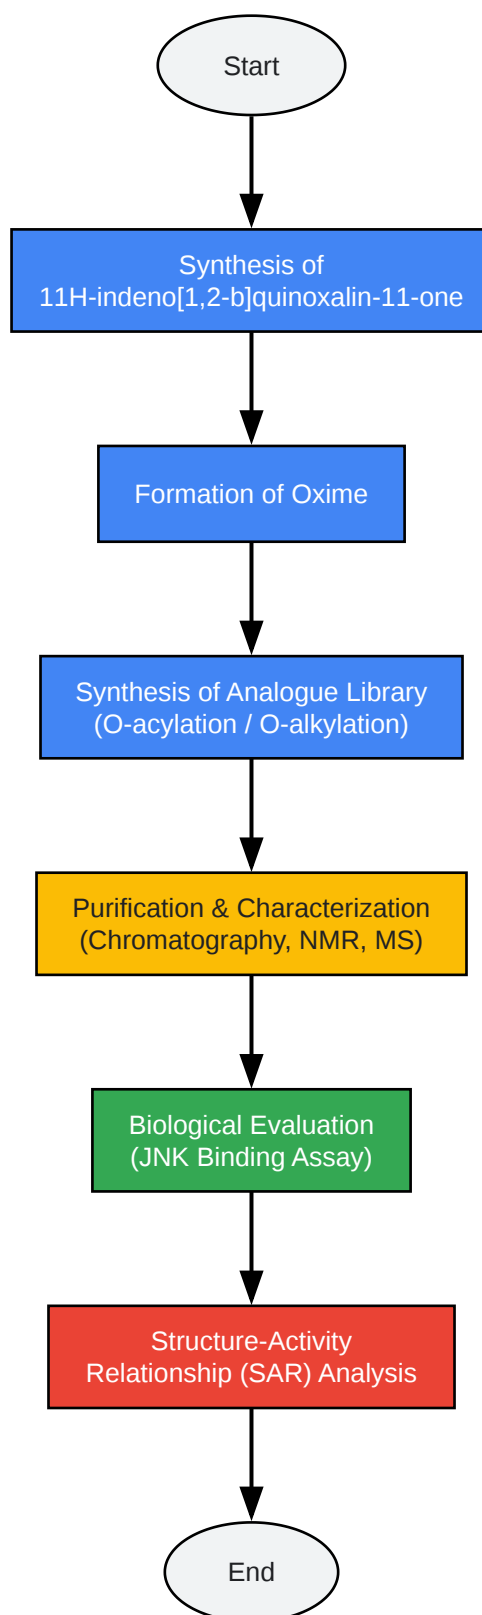 Start
Synthesis of
11H-indeno[1,2-b]quinoxalin-11-one
Formation of Oxime
Synthesis of Analogue Library
(O-acylation / O-alkylation)
Purification & Characterization
(Chromatography, NMR, MS)
Biological Evaluation
(JNK Binding Assay)
Structure-Activity
Relationship (SAR) Analysis
End